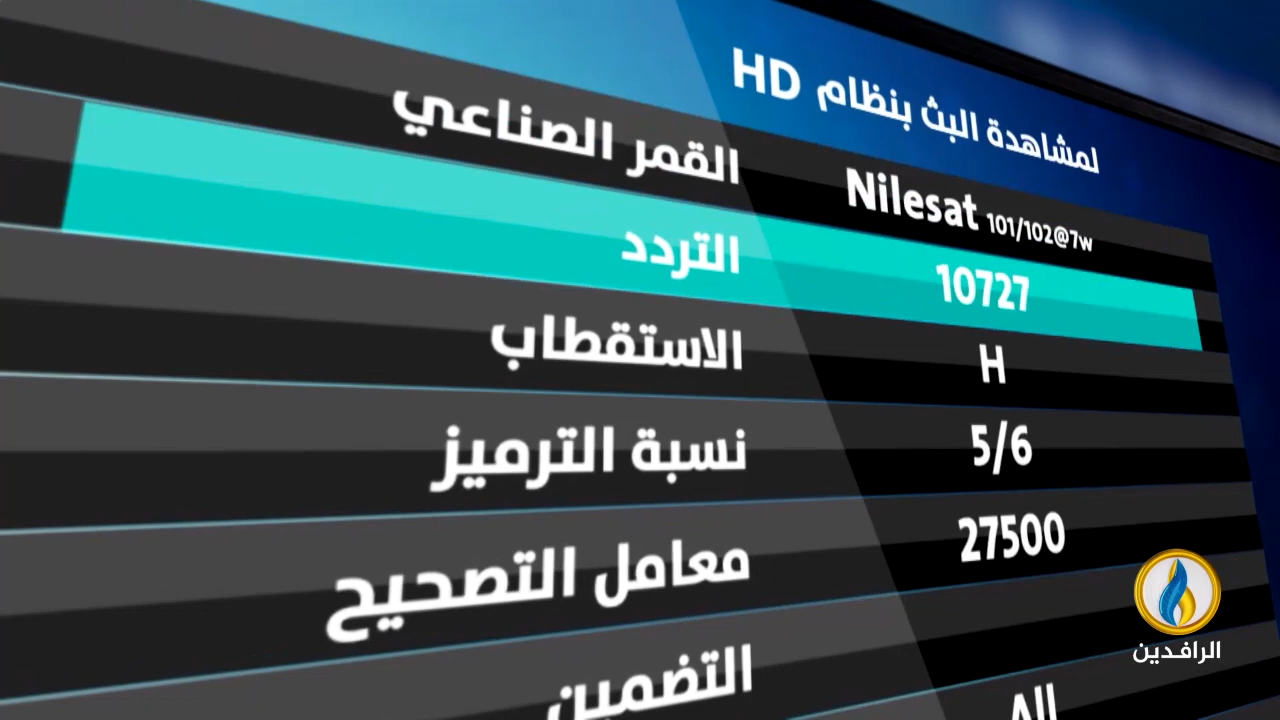 لمشاهدة البث بنظام HD
القمر الصناعي Nilesat 101/102@7w
التردد 10727
الاستقطاب H
نسبة الترميز 5/6
معامل التصحيح 27500
التضمين All
الرافدين